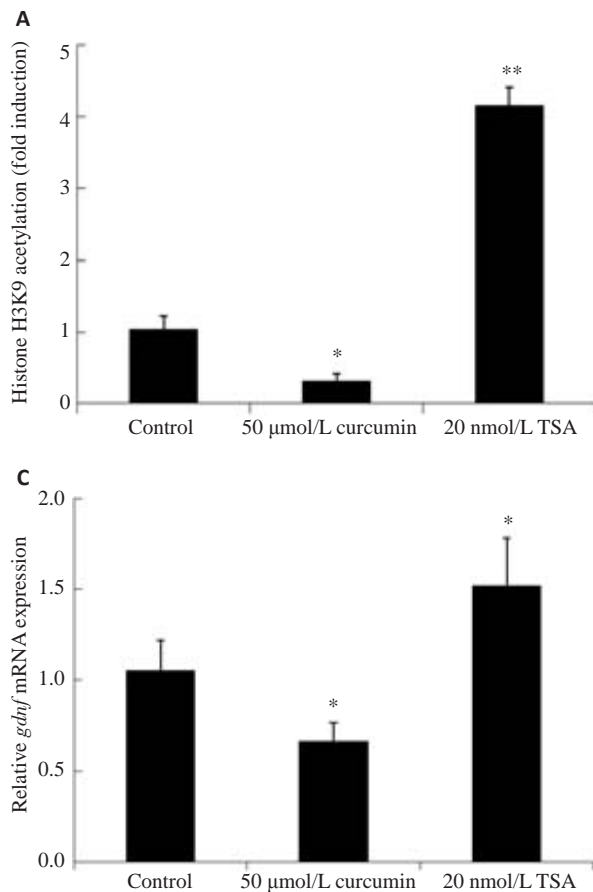 A
Histone H3K9 acetylation (fold induction)
5
4
3
2
1
0
*
**
Control
50 μmol/L curcumin
20 nmol/L TSA
C
Relative gdnf mRNA expression
2.0
1.5
1.0
0.5
0.0
*
*
Control
50 μmol/L curcumin
20 nmol/L TSA